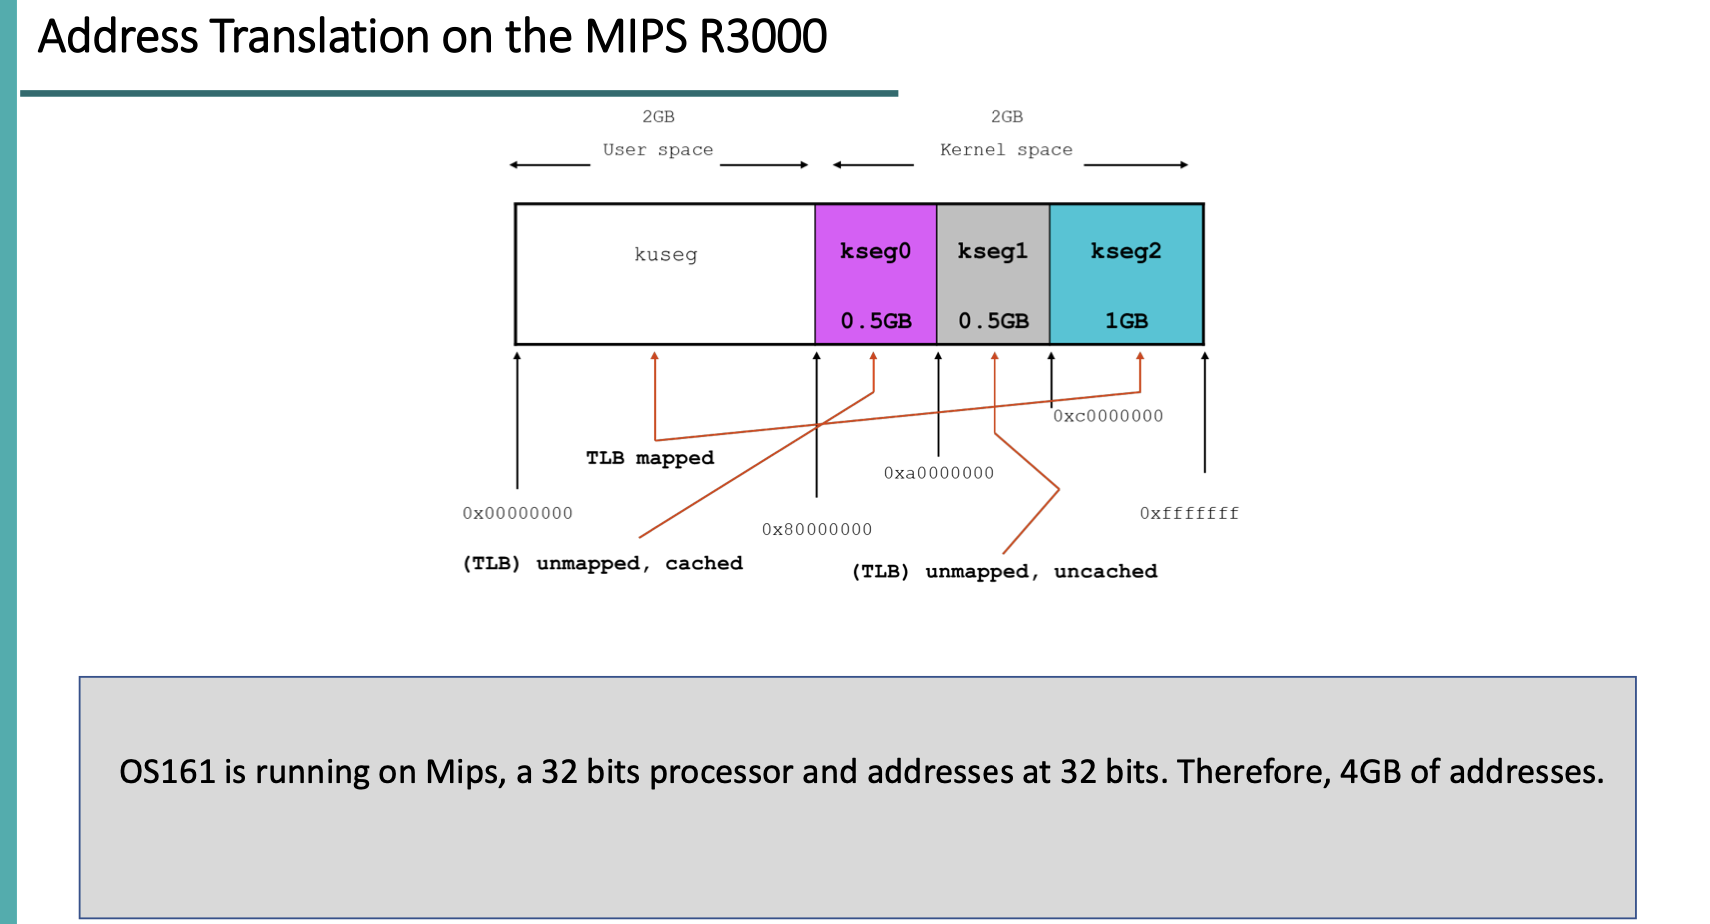 Address Translation on the MIPS R3000
2GB
2GB
User space
Kernel space
kuseg
kseg0
kseg1
kseg2
0.5GB
0.5GB
1GB
0xc0000000
TLB mapped
0xa0000000
0x00000000
0xfffffff
0x80000000
(TLB) unmapped, cached
(TLB) unmapped, uncached
OS161 is running on Mips, a 32 bits processor and addresses at 32 bits. Therefore, 4GB of addresses.